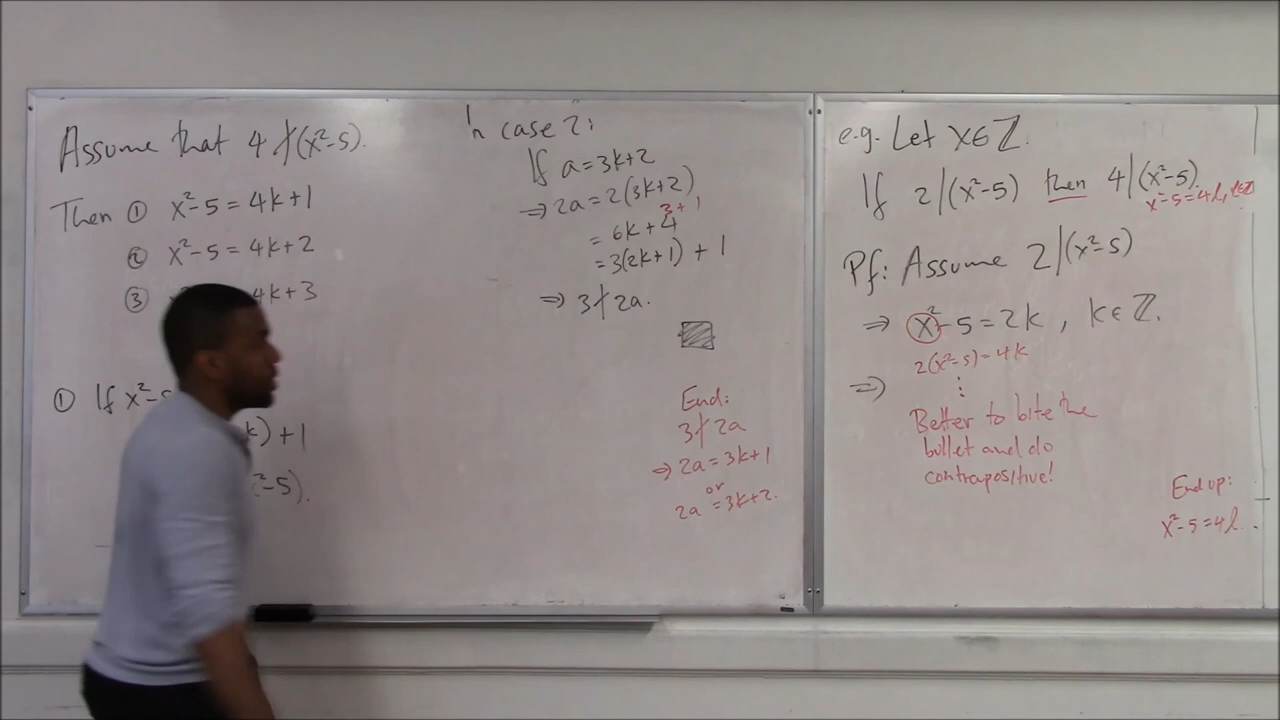 Assume that 4∤(x²-5).
Then ① x²-5 = 4k+1
② x²-5 = 4k+2
③ 4k+3
① If x²-5
k) + 1
²-5).
In case 2:
If a = 3k+2
⇒ 2a = 2(3k+2)
3 + 1
= 6k + 4
= 3(2k+1) + 1
⇒ 3∤2a.
End:
3∤2a
⇒ 2a = 3k+1
or
2a = 3k+2.
e.g. Let x∈ℤ.
If 2|(x²-5) then 4|(x²-5).
x²-5=4l, l∈ℤ
Pf: Assume 2|(x²-5)
⇒ x²-5 = 2k, k∈ℤ.
2(x²-5) = 4k
⇒ ⋮
Better to bite the
bullet and do
contrapositive!
End up:
x²-5 = 4l